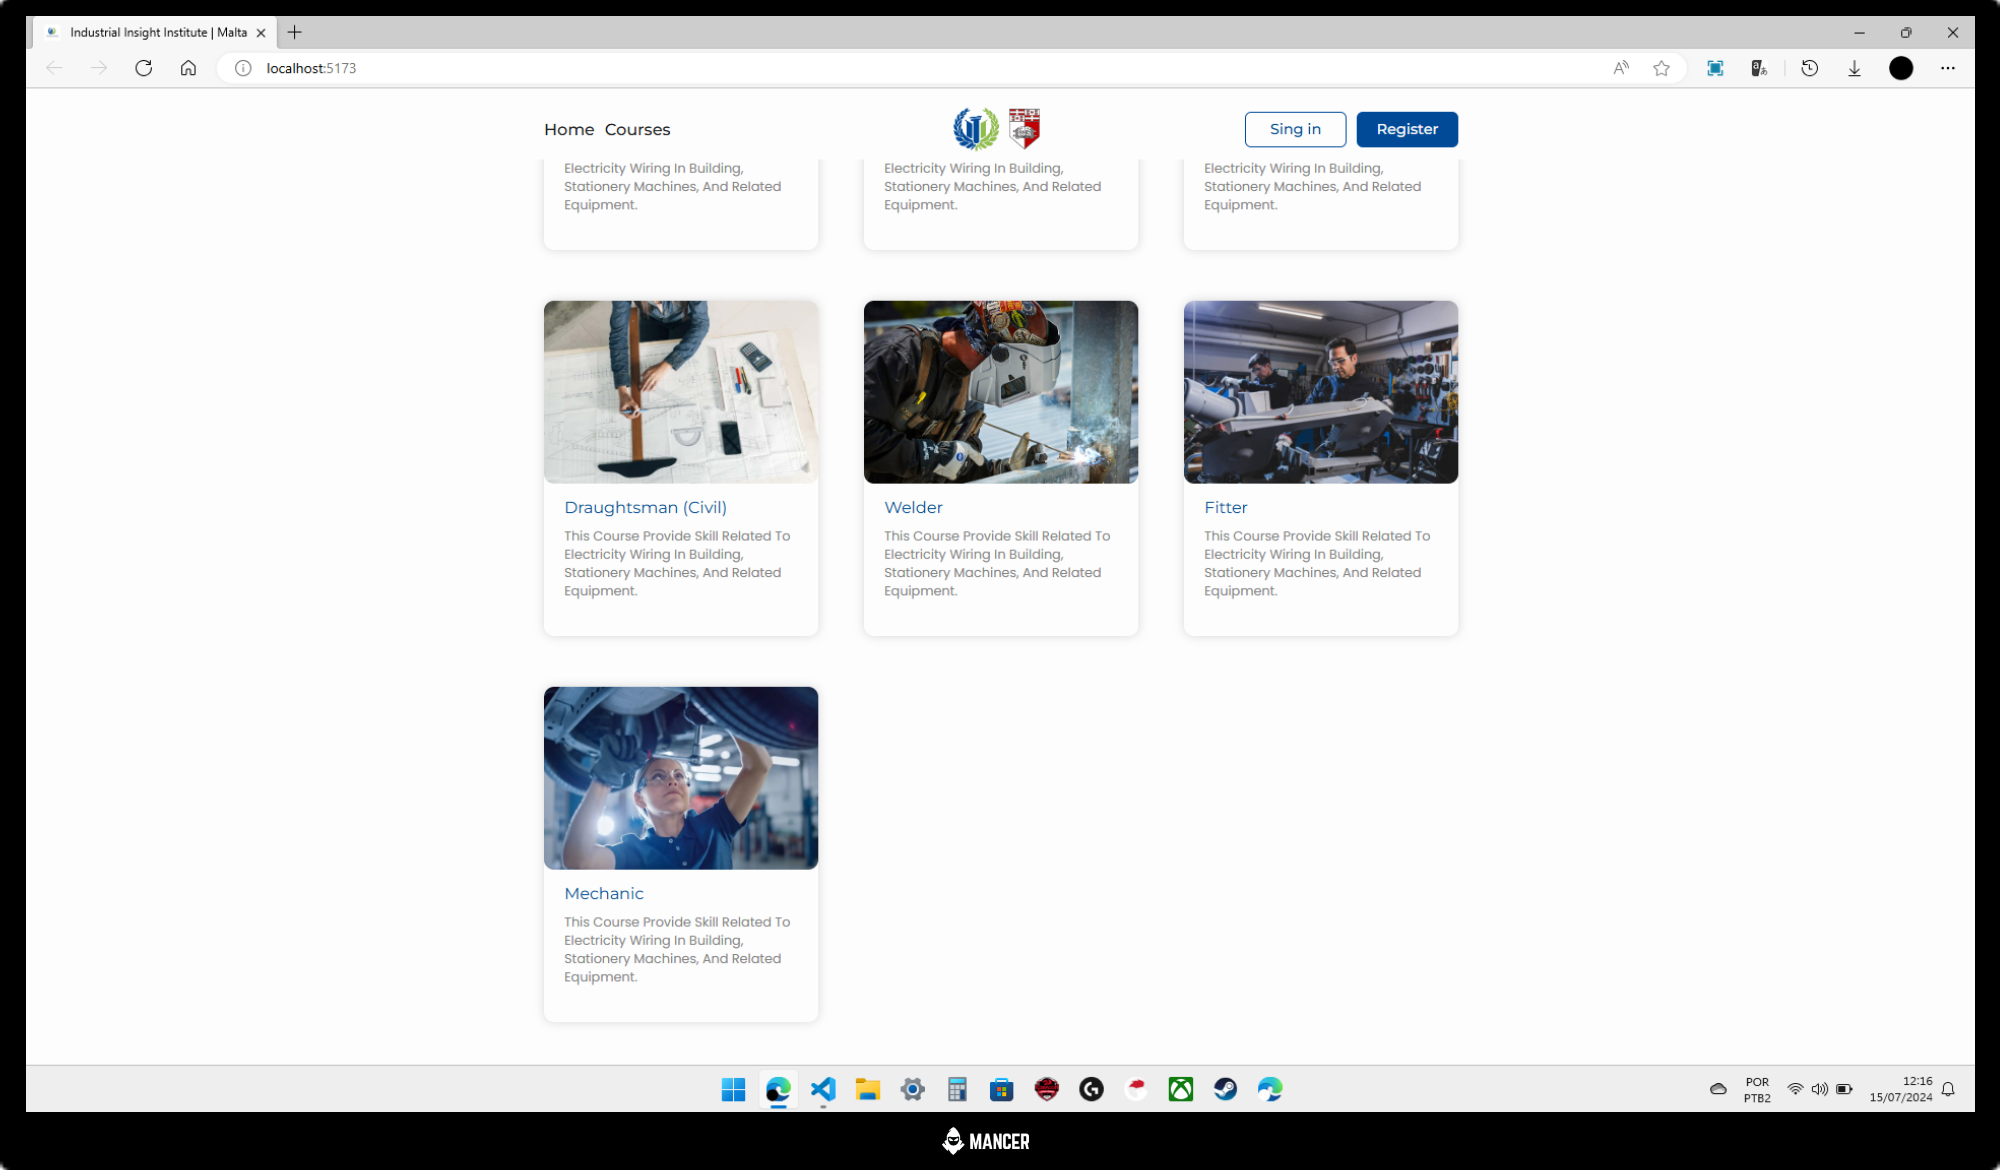 Industrial Insight Institute | Malta
localhost:5173
Home Courses
Sing in
Register
Electricity Wiring In Building,
Stationery Machines, And Related
Equipment.
Electricity Wiring In Building,
Stationery Machines, And Related
Equipment.
Electricity Wiring In Building,
Stationery Machines, And Related
Equipment.
Draughtsman (Civil)
This Course Provide Skill Related To
Electricity Wiring In Building,
Stationery Machines, And Related
Equipment.
Welder
This Course Provide Skill Related To
Electricity Wiring In Building,
Stationery Machines, And Related
Equipment.
Fitter
This Course Provide Skill Related To
Electricity Wiring In Building,
Stationery Machines, And Related
Equipment.
Mechanic
This Course Provide Skill Related To
Electricity Wiring In Building,
Stationery Machines, And Related
Equipment.
POR
PTB2
12:16
15/07/2024
MANCER